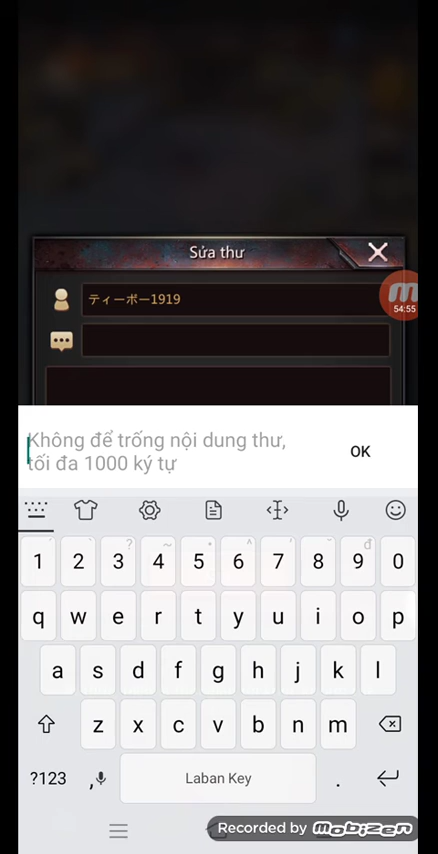 Sửa thư
ティーボー1919
54:55
Không để trống nội dung thư,
tối đa 1000 ký tự
OK
1 2 3 4 5 6 7 8 9 0
q w e r t y u i o p
a s d f g h j k l
z x c v b n m
?123 , Laban Key .
Recorded by mobizen